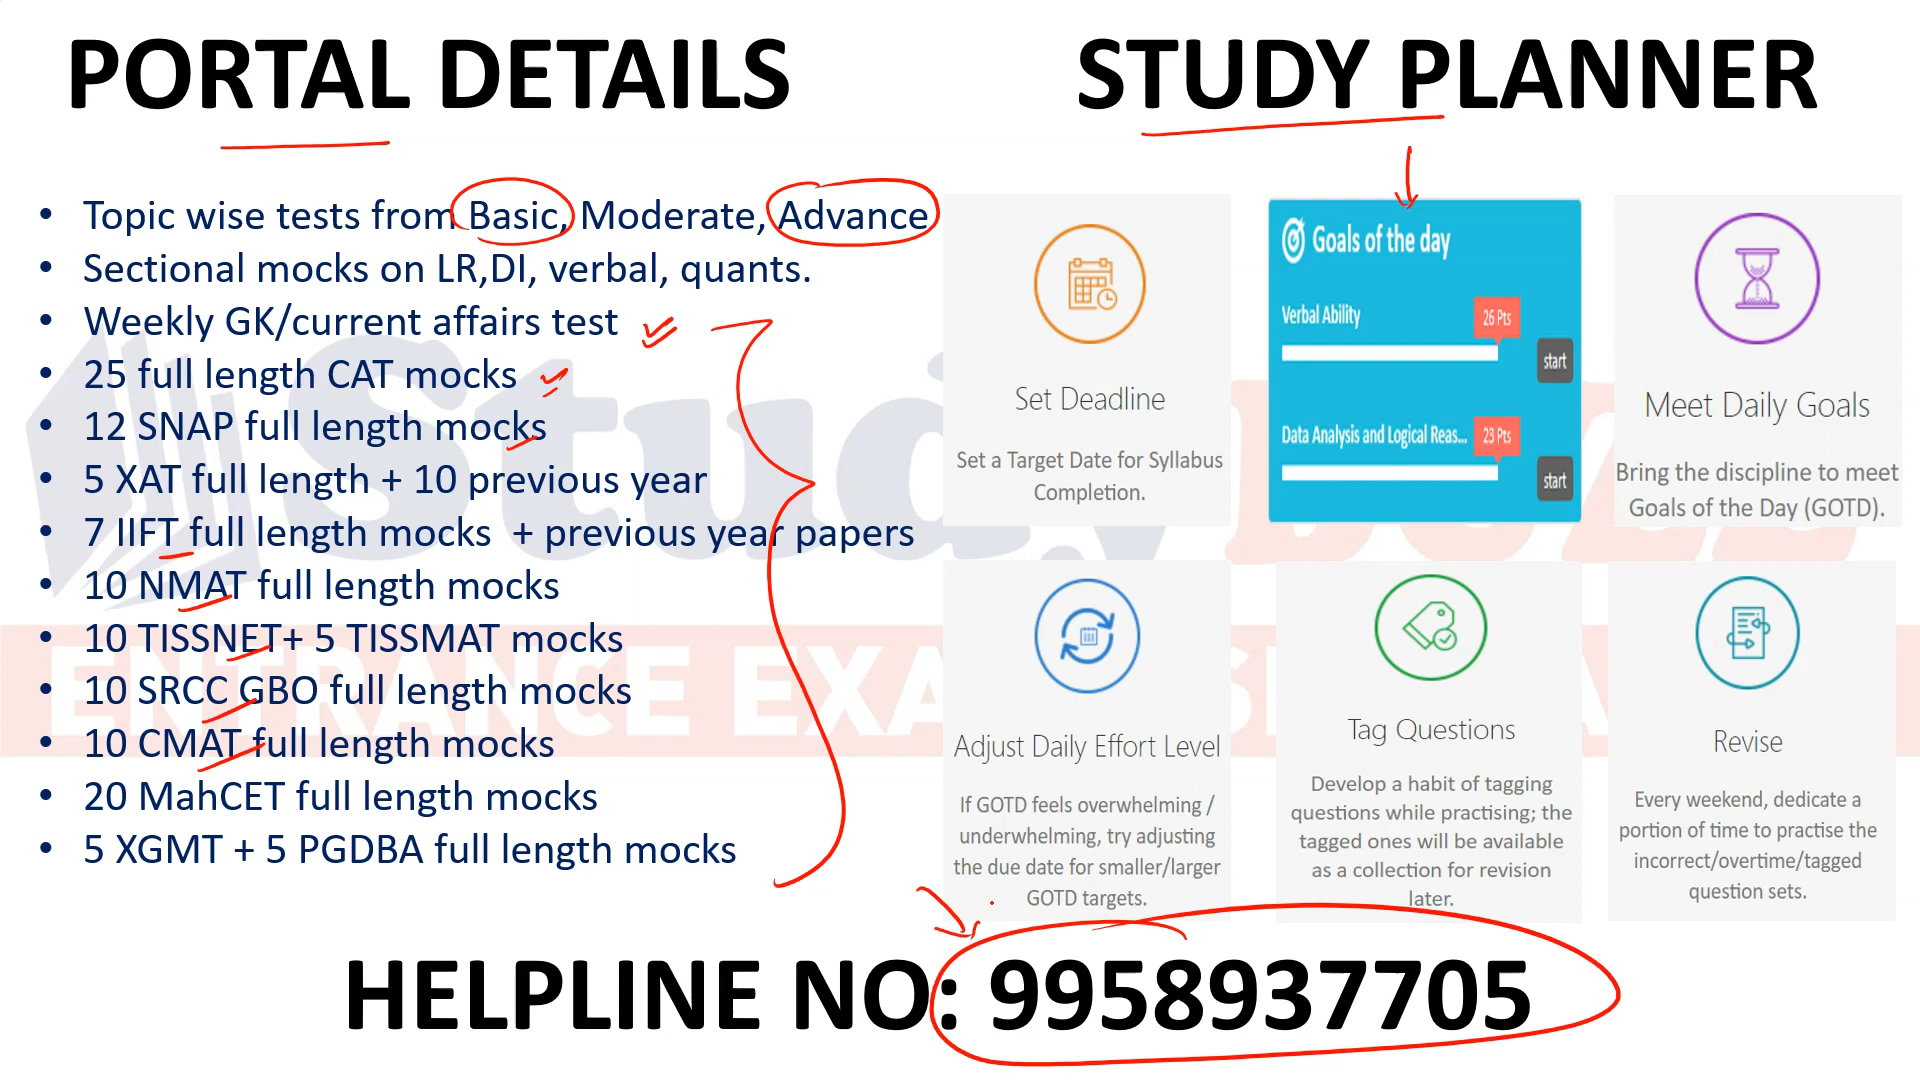 PORTAL DETAILS
• Topic wise tests from Basic, Moderate, Advance
• Sectional mocks on LR,DI, verbal, quants.
• Weekly GK/current affairs test
• 25 full length CAT mocks
• 12 SNAP full length mocks
• 5 XAT full length + 10 previous year
• 7 IIFT full length mocks + previous year papers
• 10 NMAT full length mocks
• 10 TISSNET+ 5 TISSMAT mocks
• 10 SRCC GBO full length mocks
• 10 CMAT full length mocks
• 20 MahCET full length mocks
• 5 XGMT + 5 PGDBA full length mocks
STUDY PLANNER
Set Deadline
Set a Target Date for Syllabus
Completion.
Goals of the day
Verbal Ability
26 Pts
start
Data Analysis and Logical Reas...
23 Pts
start
Meet Daily Goals
Bring the discipline to meet
Goals of the Day (GOTD).
Adjust Daily Effort Level
If GOTD feels overwhelming /
underwhelming, try adjusting
the due date for smaller/larger
GOTD targets.
Tag Questions
Develop a habit of tagging
questions while practising; the
tagged ones will be available
as a collection for revision
later.
Revise
Every weekend, dedicate a
portion of time to practise the
incorrect/overtime/tagged
question sets.
HELPLINE NO: 9958937705